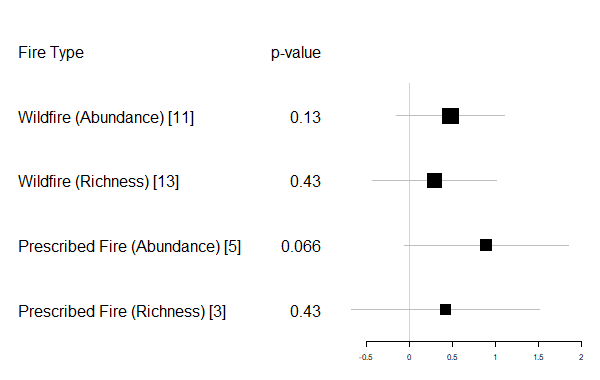 Fire Type p-value
Wildfire (Abundance) [11] 0.13
Wildfire (Richness) [13] 0.43
Prescribed Fire (Abundance) [5] 0.066
Prescribed Fire (Richness) [3] 0.43
-0.5 0 0.5 1 1.5 2